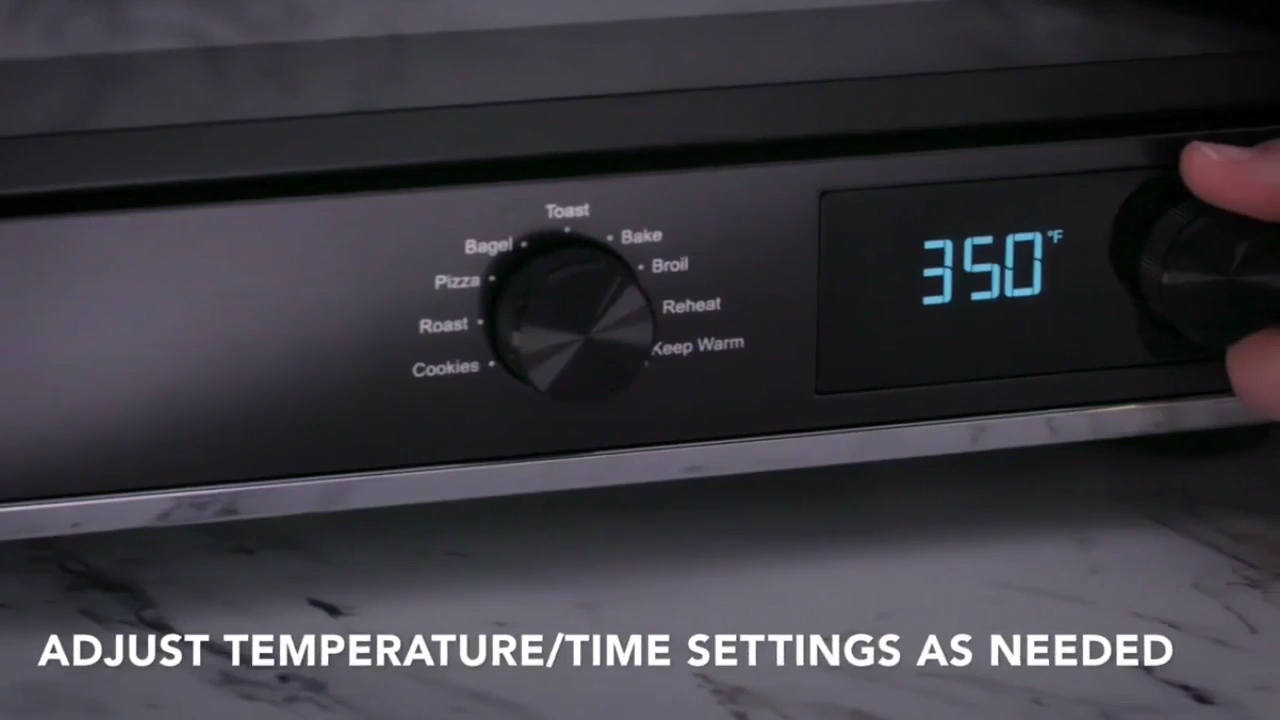 Toast
Bagel
Bake
Pizza
Broil
Roast
Reheat
Cookies
Keep Warm
350°F
ADJUST TEMPERATURE/TIME SETTINGS AS NEEDED